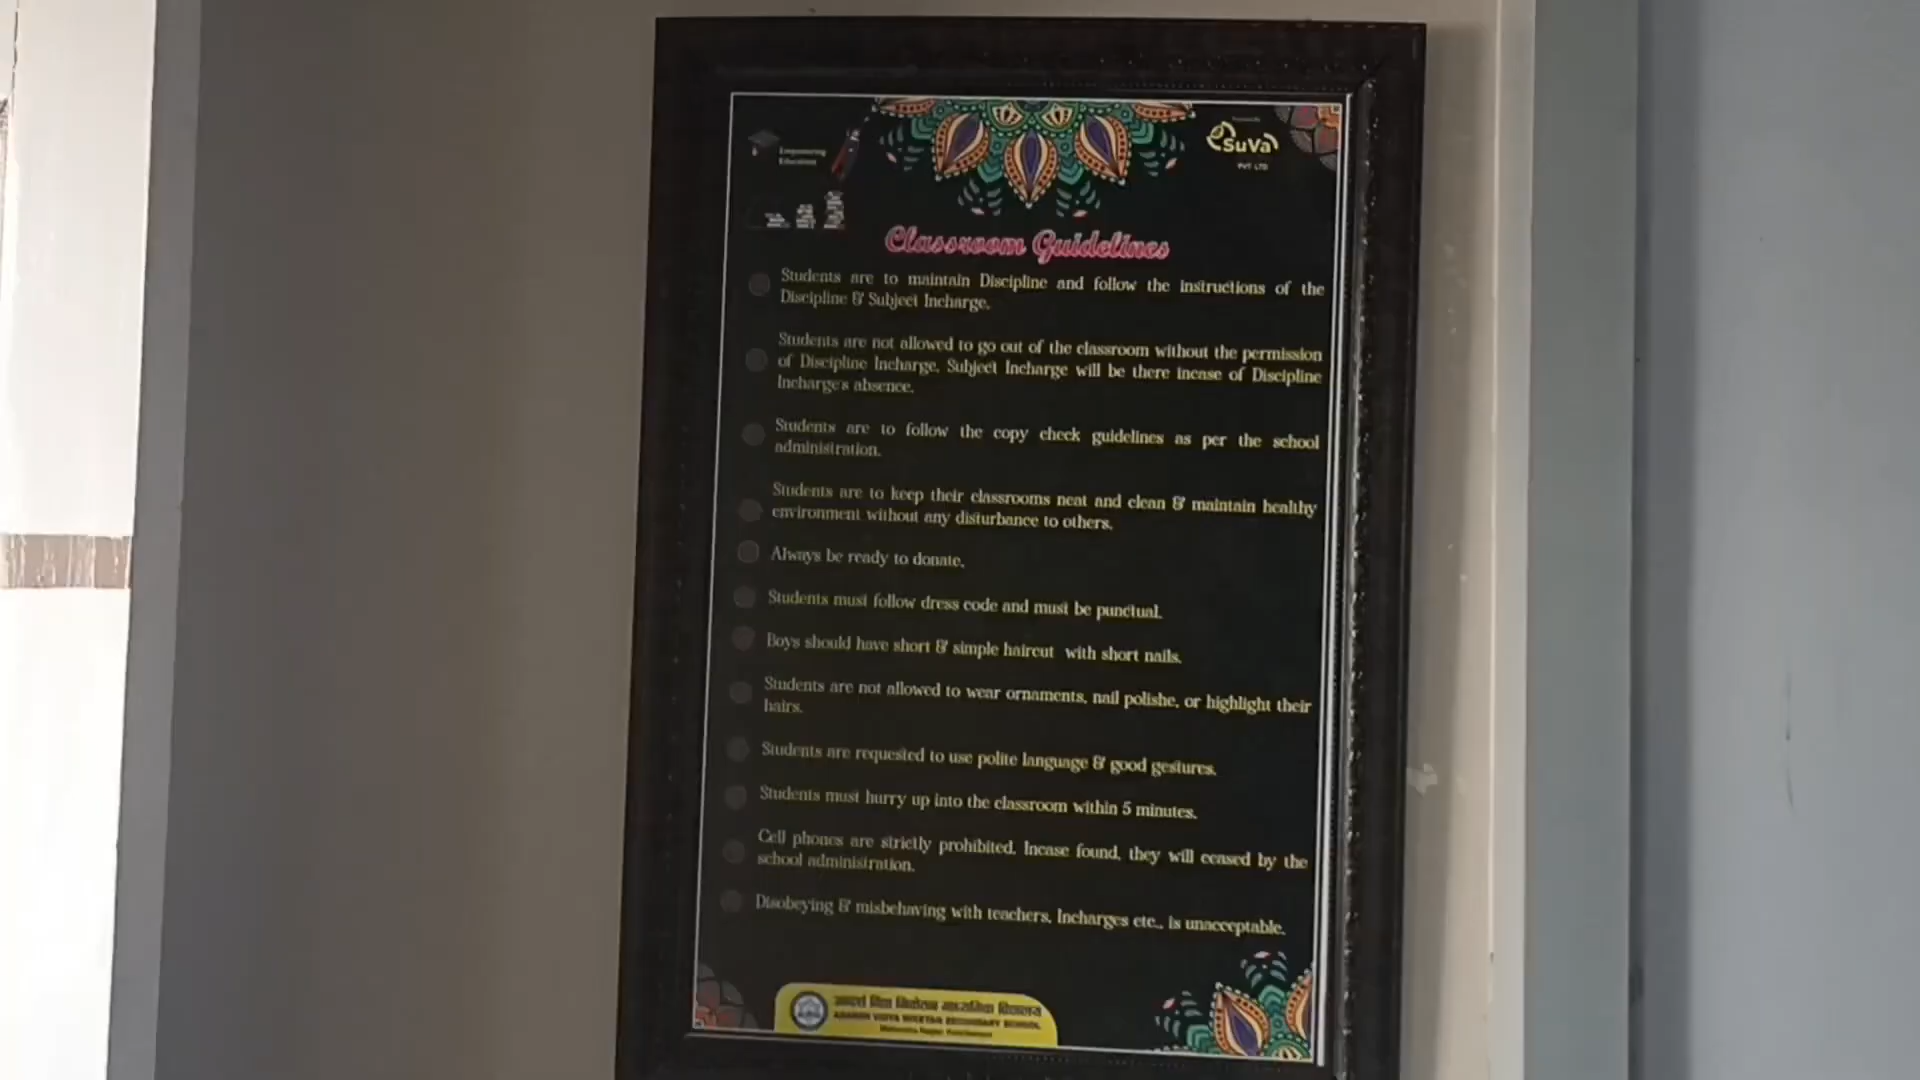 Empowering
Education
SuVa
PVT. LTD
Classroom Guidelines
Students are to maintain Discipline and follow the instructions of the
Discipline & Subject Incharge.
Students are not allowed to go out of the classroom without the permission
of Discipline Incharge, Subject Incharge will be there incase of Discipline
Incharge's absence.
Students are to follow the copy check guidelines as per the school
administration.
Students are to keep their classrooms neat and clean & maintain healthy
environment without any disturbance to others.
Always be ready to donate.
Students must follow dress code and must be punctual.
Boys should have short & simple haircut with short nails.
Students are not allowed to wear ornaments, nail polishe, or highlight their
hairs.
Students are requested to use polite language & good gestures.
Students must hurry up into the classroom within 5 minutes.
Cell phones are strictly prohibited. Incase found, they will ceased by the
school administration.
Disobeying & misbehaving with teachers, Incharges etc., is unacceptable.
आदर्श विद्या निकेतन माध्यमिक विद्यालय
ADARSH VIDYA NIKETAN SECONDARY SCHOOL